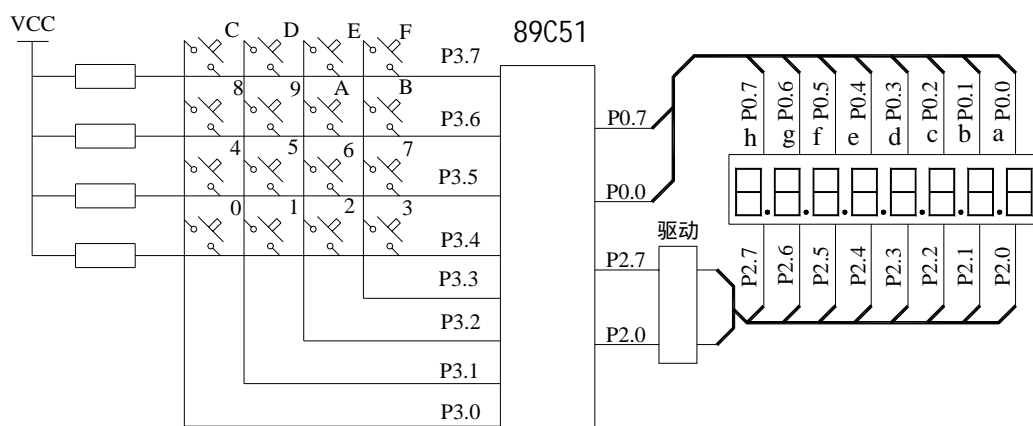 VCC
89C51
C D E F
P3.7
8 9 A B
P3.6
4 5 6 7
P3.5
0 1 2 3
P3.4
P3.3
P3.2
P3.1
P3.0
P0.7
P0.0
P2.7
P2.0
驱动
P0.7 P0.6 P0.5 P0.4 P0.3 P0.2 P0.1 P0.0
h g f e d c b a
P2.7 P2.6 P2.5 P2.4 P2.3 P2.2 P2.1 P2.0